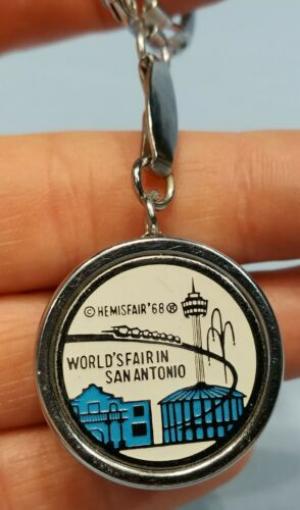 © HEMISFAIR'68 ®
WORLD'S FAIR IN
SAN ANTONIO